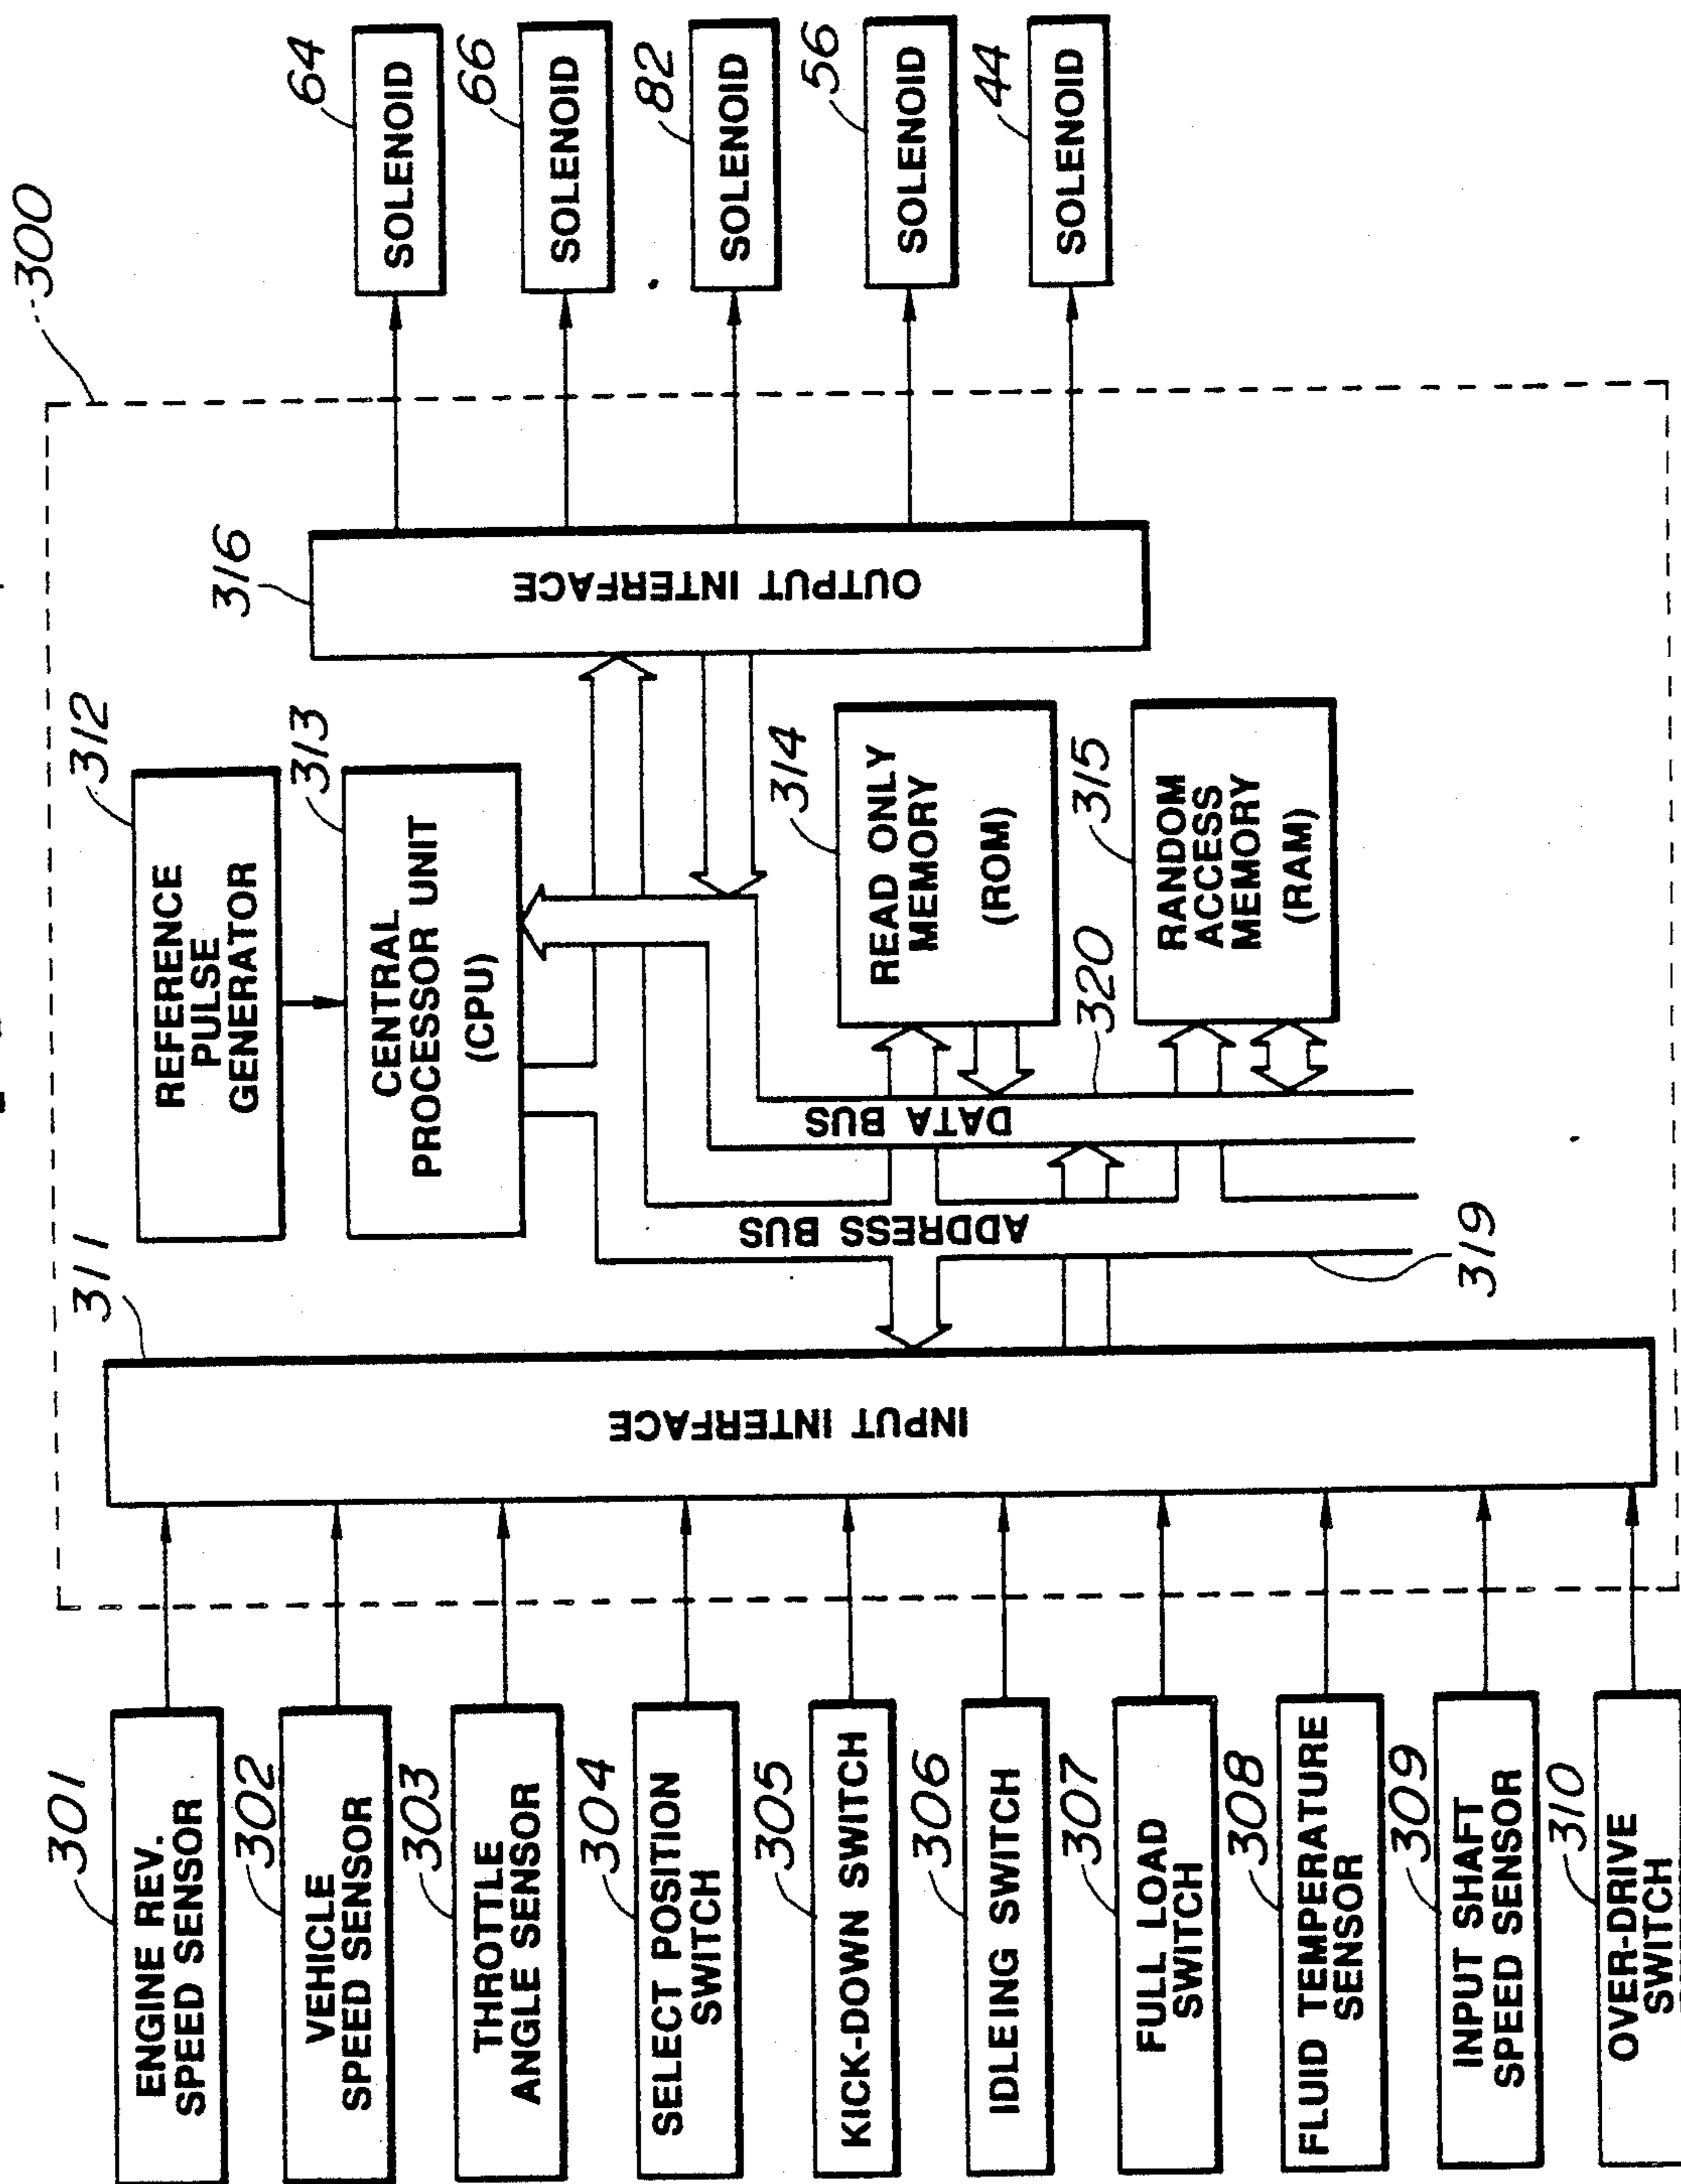 300
301
ENGINE REV.
SPEED SENSOR
302
VEHICLE
SPEED SENSOR
303
THROTTLE
ANGLE SENSOR
304
SELECT POSITION
SWITCH
305
KICK-DOWN SWITCH
306
IDLEING SWITCH
307
FULL LOAD
SWITCH
308
FLUID TEMPERATURE
SENSOR
309
INPUT SHAFT
SPEED SENSOR
310
OVER-DRIVE
SWITCH
311
INPUT INTERFACE
312
REFERENCE
PULSE
GENERATOR
313
CENTRAL
PROCESSOR UNIT
(CPU)
ADDRESS BUS
319
DATA BUS
320
314
READ ONLY
MEMORY
(ROM)
315
RANDOM
ACCESS
MEMORY
(RAM)
316
OUTPUT INTERFACE
64
SOLENOID
66
SOLENOID
82
SOLENOID
56
SOLENOID
44
SOLENOID